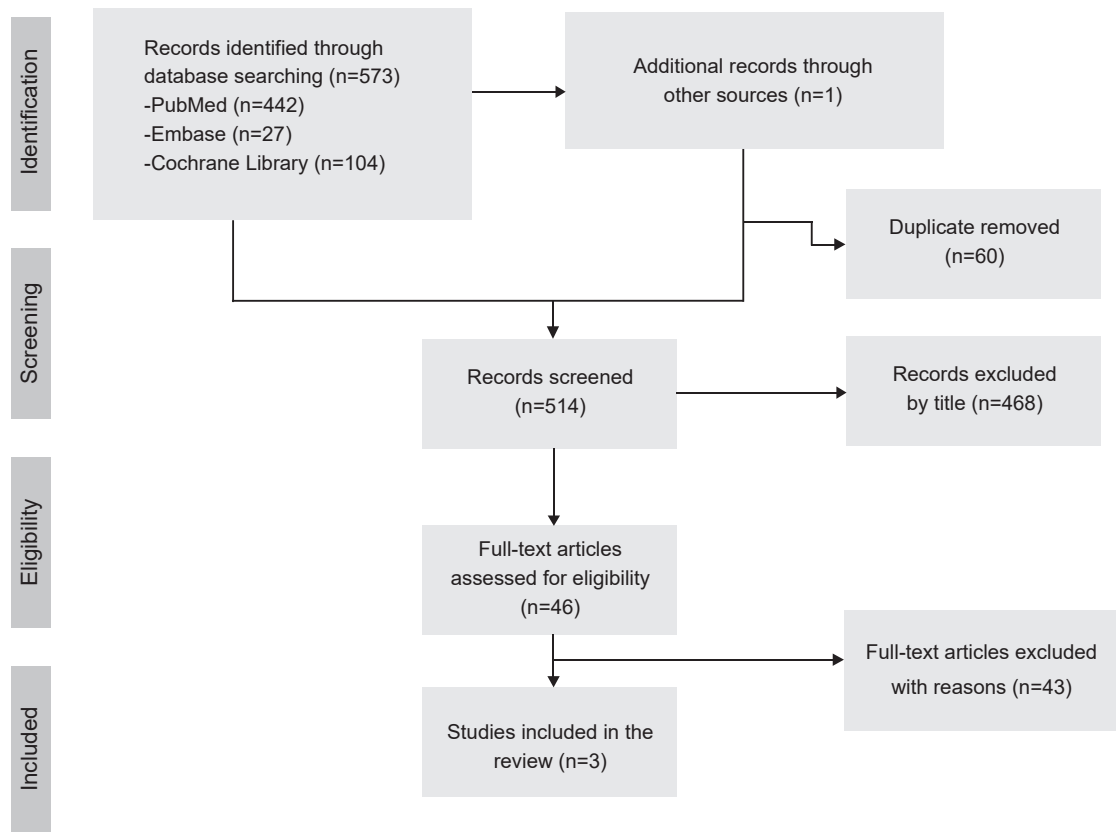 Identification
Records identified through
database searching (n=573)
-PubMed (n=442)
-Embase (n=27)
-Cochrane Library (n=104)
Additional records through
other sources (n=1)
Duplicate removed
(n=60)
Screening
Records screened
(n=514)
Records excluded
by title (n=468)
Eligibility
Full-text articles
assessed for eligibility
(n=46)
Full-text articles excluded
with reasons (n=43)
Included
Studies included in the
review (n=3)